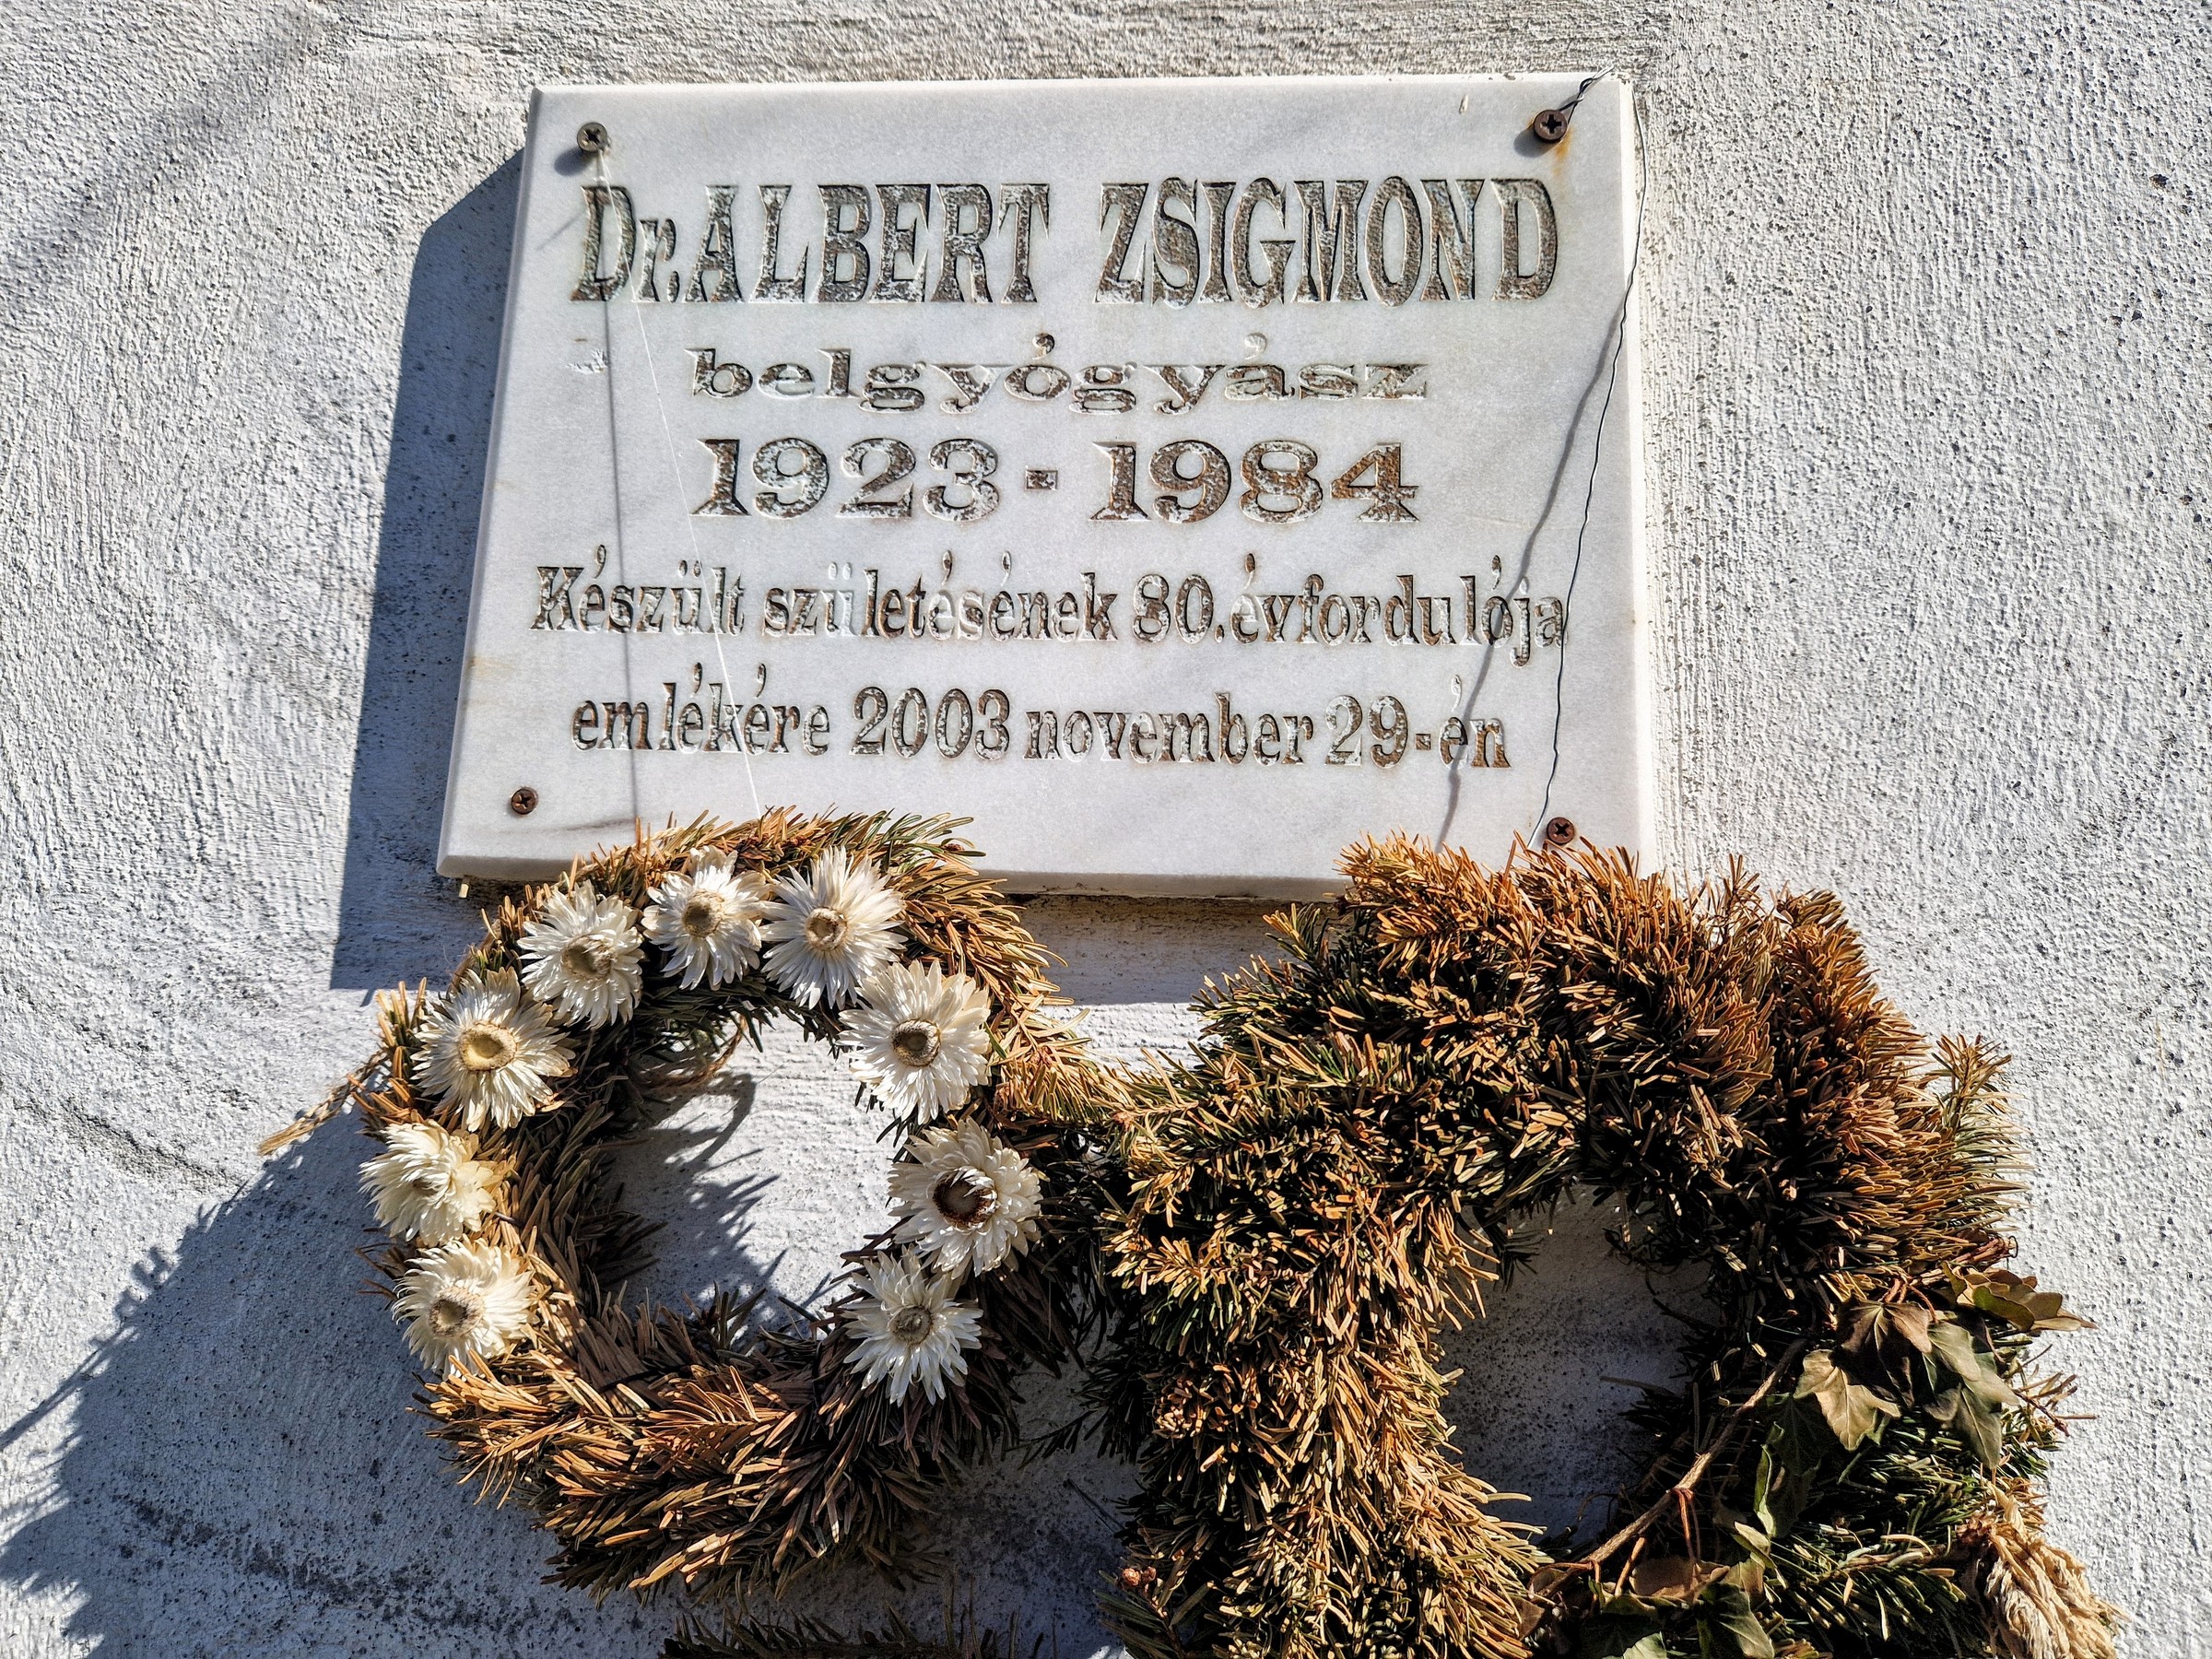 Dr. ALBERT ZSIGMOND
belgyógyász
1923 - 1984
Készült születésének 80. évfordulója
emlékére 2003 november 29-én